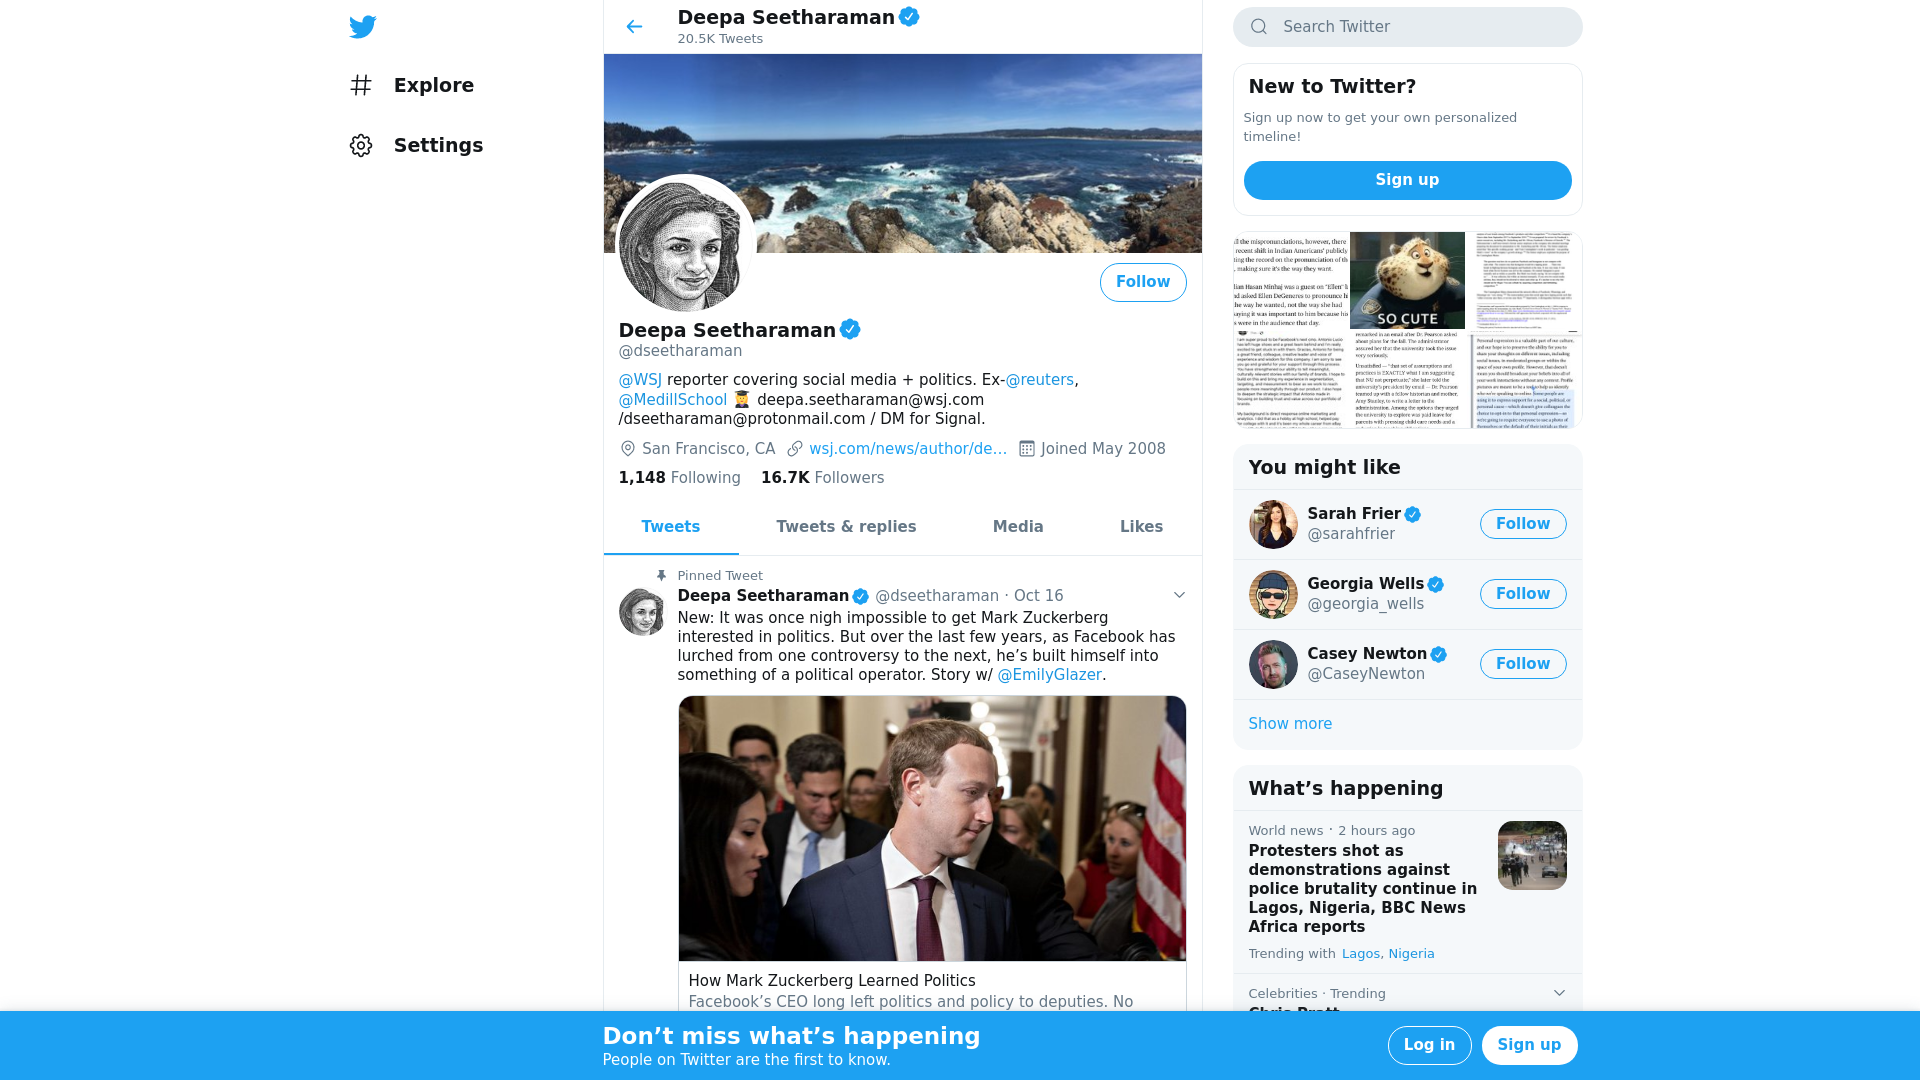 Deepa Seetharaman
20.5K Tweets
Explore
Settings
Follow
Deepa Seetharaman
@dseetharaman
@WSJ reporter covering social media + politics. Ex-@reuters,
@MedillSchool deepa.seetharaman@wsj.com
/dseetharaman@protonmail.com / DM for Signal.
San Francisco, CA wsj.com/news/author/de… Joined May 2008
1,148 Following 16.7K Followers
Tweets Tweets & replies Media Likes
Pinned Tweet
Deepa Seetharaman @dseetharaman · Oct 16
New: It was once nigh impossible to get Mark Zuckerberg
interested in politics. But over the last few years, as Facebook has
lurched from one controversy to the next, he’s built himself into
something of a political operator. Story w/ @EmilyGlazer.
How Mark Zuckerberg Learned Politics
Facebook’s CEO long left politics and policy to deputies. No
Search Twitter
New to Twitter?
Sign up now to get your own personalized
timeline!
Sign up
SO CUTE
You might like
Sarah Frier
@sarahfrier
Follow
Georgia Wells
@georgia_wells
Follow
Casey Newton
@CaseyNewton
Follow
Show more
What’s happening
World news · 2 hours ago
Protesters shot as
demonstrations against
police brutality continue in
Lagos, Nigeria, BBC News
Africa reports
Trending with Lagos, Nigeria
Celebrities · Trending
Chris Pratt
Don’t miss what’s happening
People on Twitter are the first to know.
Log in
Sign up